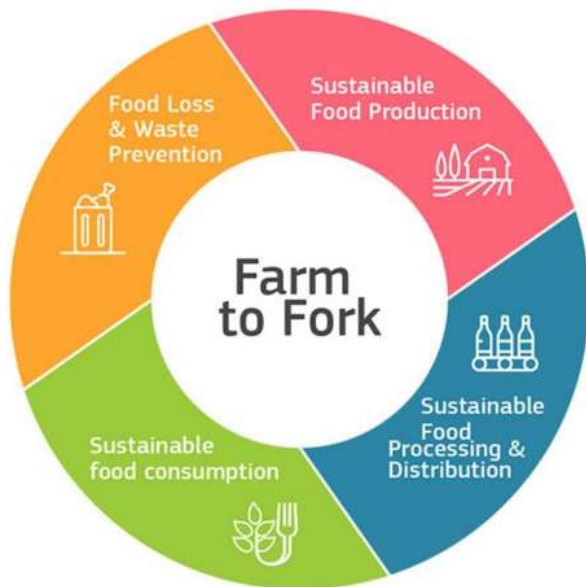 Food Loss
& Waste
Prevention
Sustainable
Food Production
Farm
to Fork
Sustainable
Food
Processing &
Distribution
Sustainable
food consumption